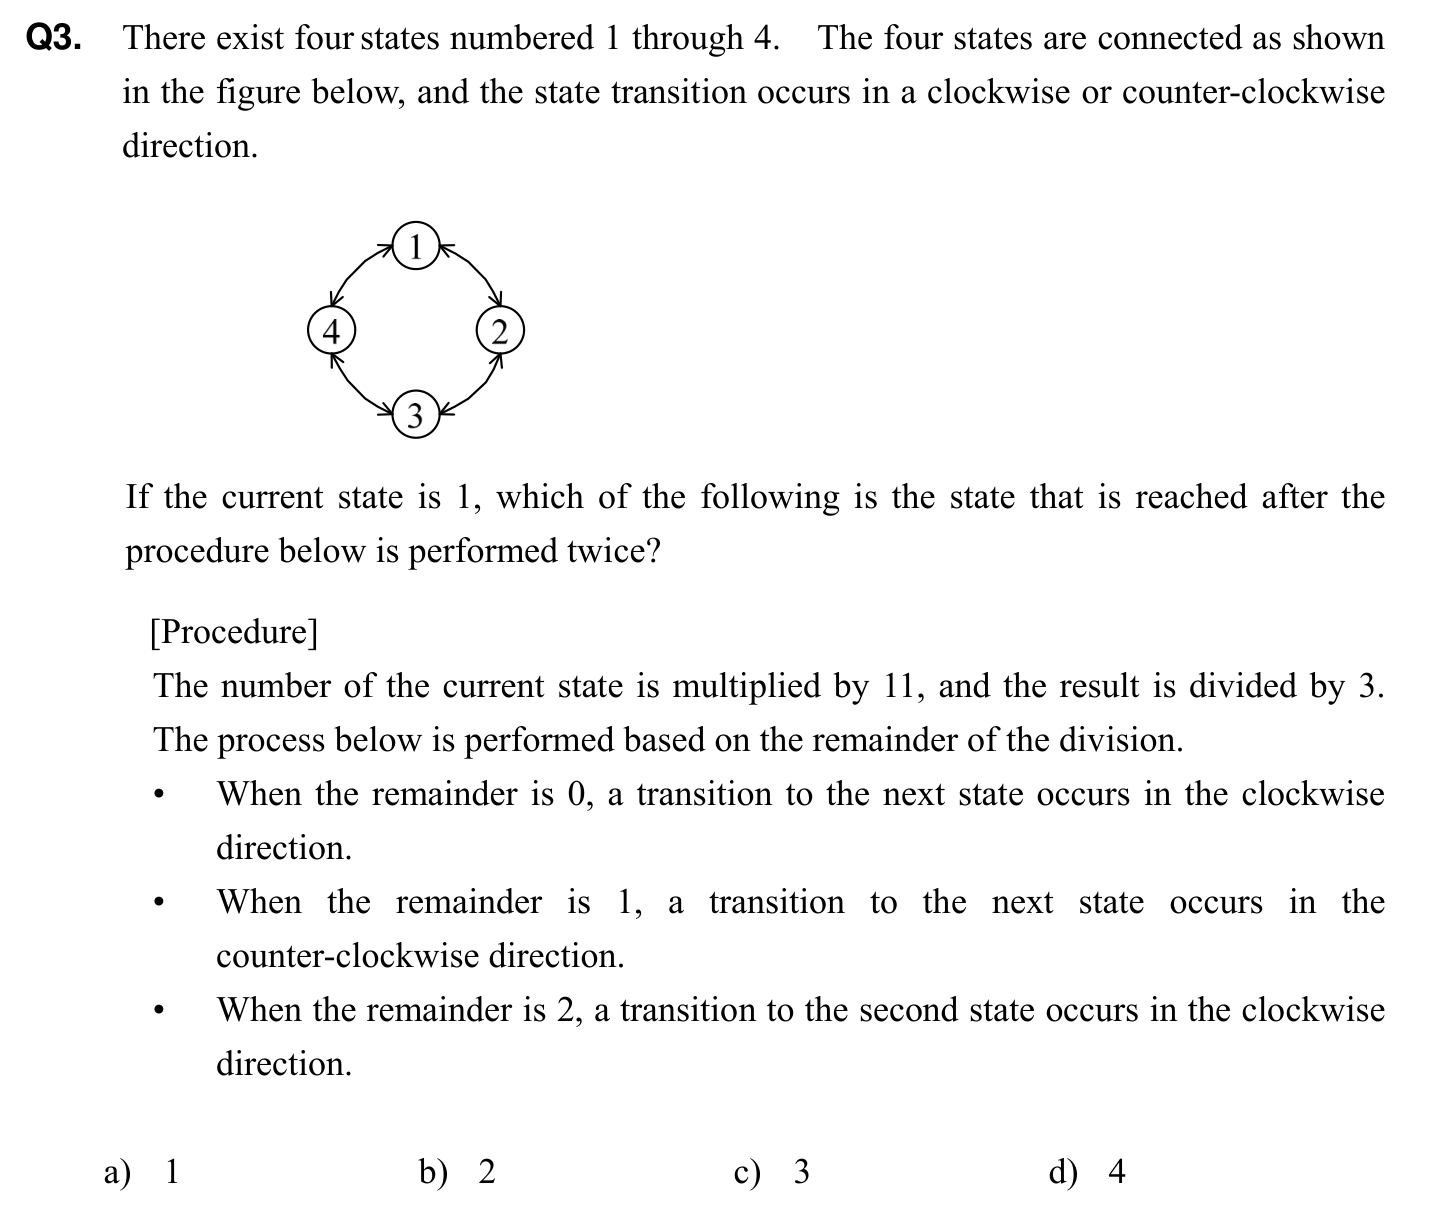 Q3. There exist four states numbered 1 through 4. The four states are connected as shown
in the figure below, and the state transition occurs in a clockwise or counter-clockwise
direction.
1
4 2
3
If the current state is 1, which of the following is the state that is reached after the
procedure below is performed twice?
[Procedure]
The number of the current state is multiplied by 11, and the result is divided by 3.
The process below is performed based on the remainder of the division.
• When the remainder is 0, a transition to the next state occurs in the clockwise
direction.
• When the remainder is 1, a transition to the next state occurs in the
counter-clockwise direction.
• When the remainder is 2, a transition to the second state occurs in the clockwise
direction.
a) 1 b) 2 c) 3 d) 4